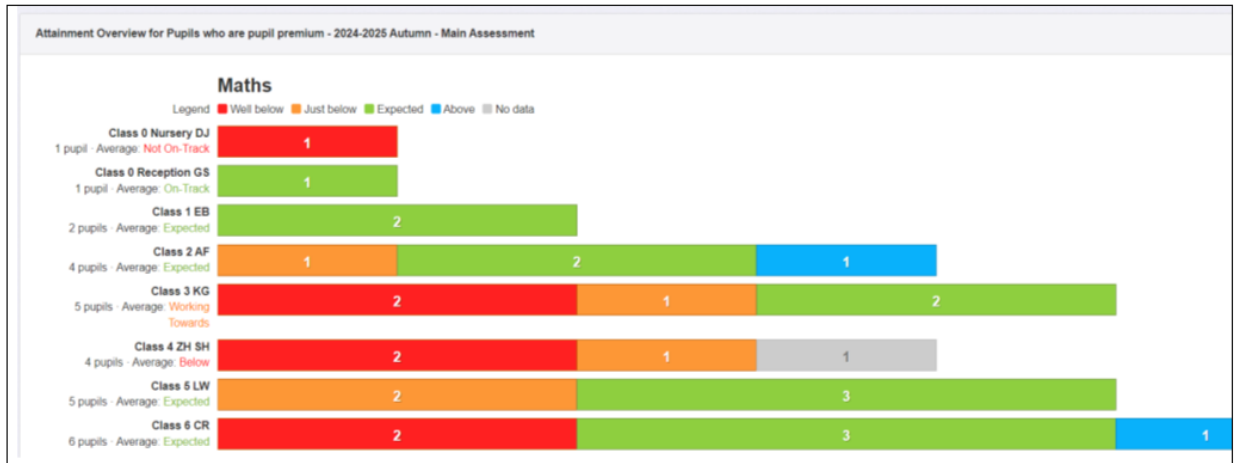 Attainment Overview for Pupils who are pupil premium - 2024-2025 Autumn - Main Assessment
Maths
Legend Well below Just below Expected Above No data
Class 0 Nursery DJ
1 pupil · Average: Not On-Track
1
Class 0 Reception GS
1 pupil · Average: On-Track
1
Class 1 EB
2 pupils · Average: Expected
2
Class 2 AF
4 pupils · Average: Expected
1 2 1
Class 3 KG
5 pupils · Average: Working
Towards
2 1 2
Class 4 ZH SH
4 pupils · Average: Below
2 1 1
Class 5 LW
5 pupils · Average: Expected
2 3
Class 6 CR
6 pupils · Average: Expected
2 3 1